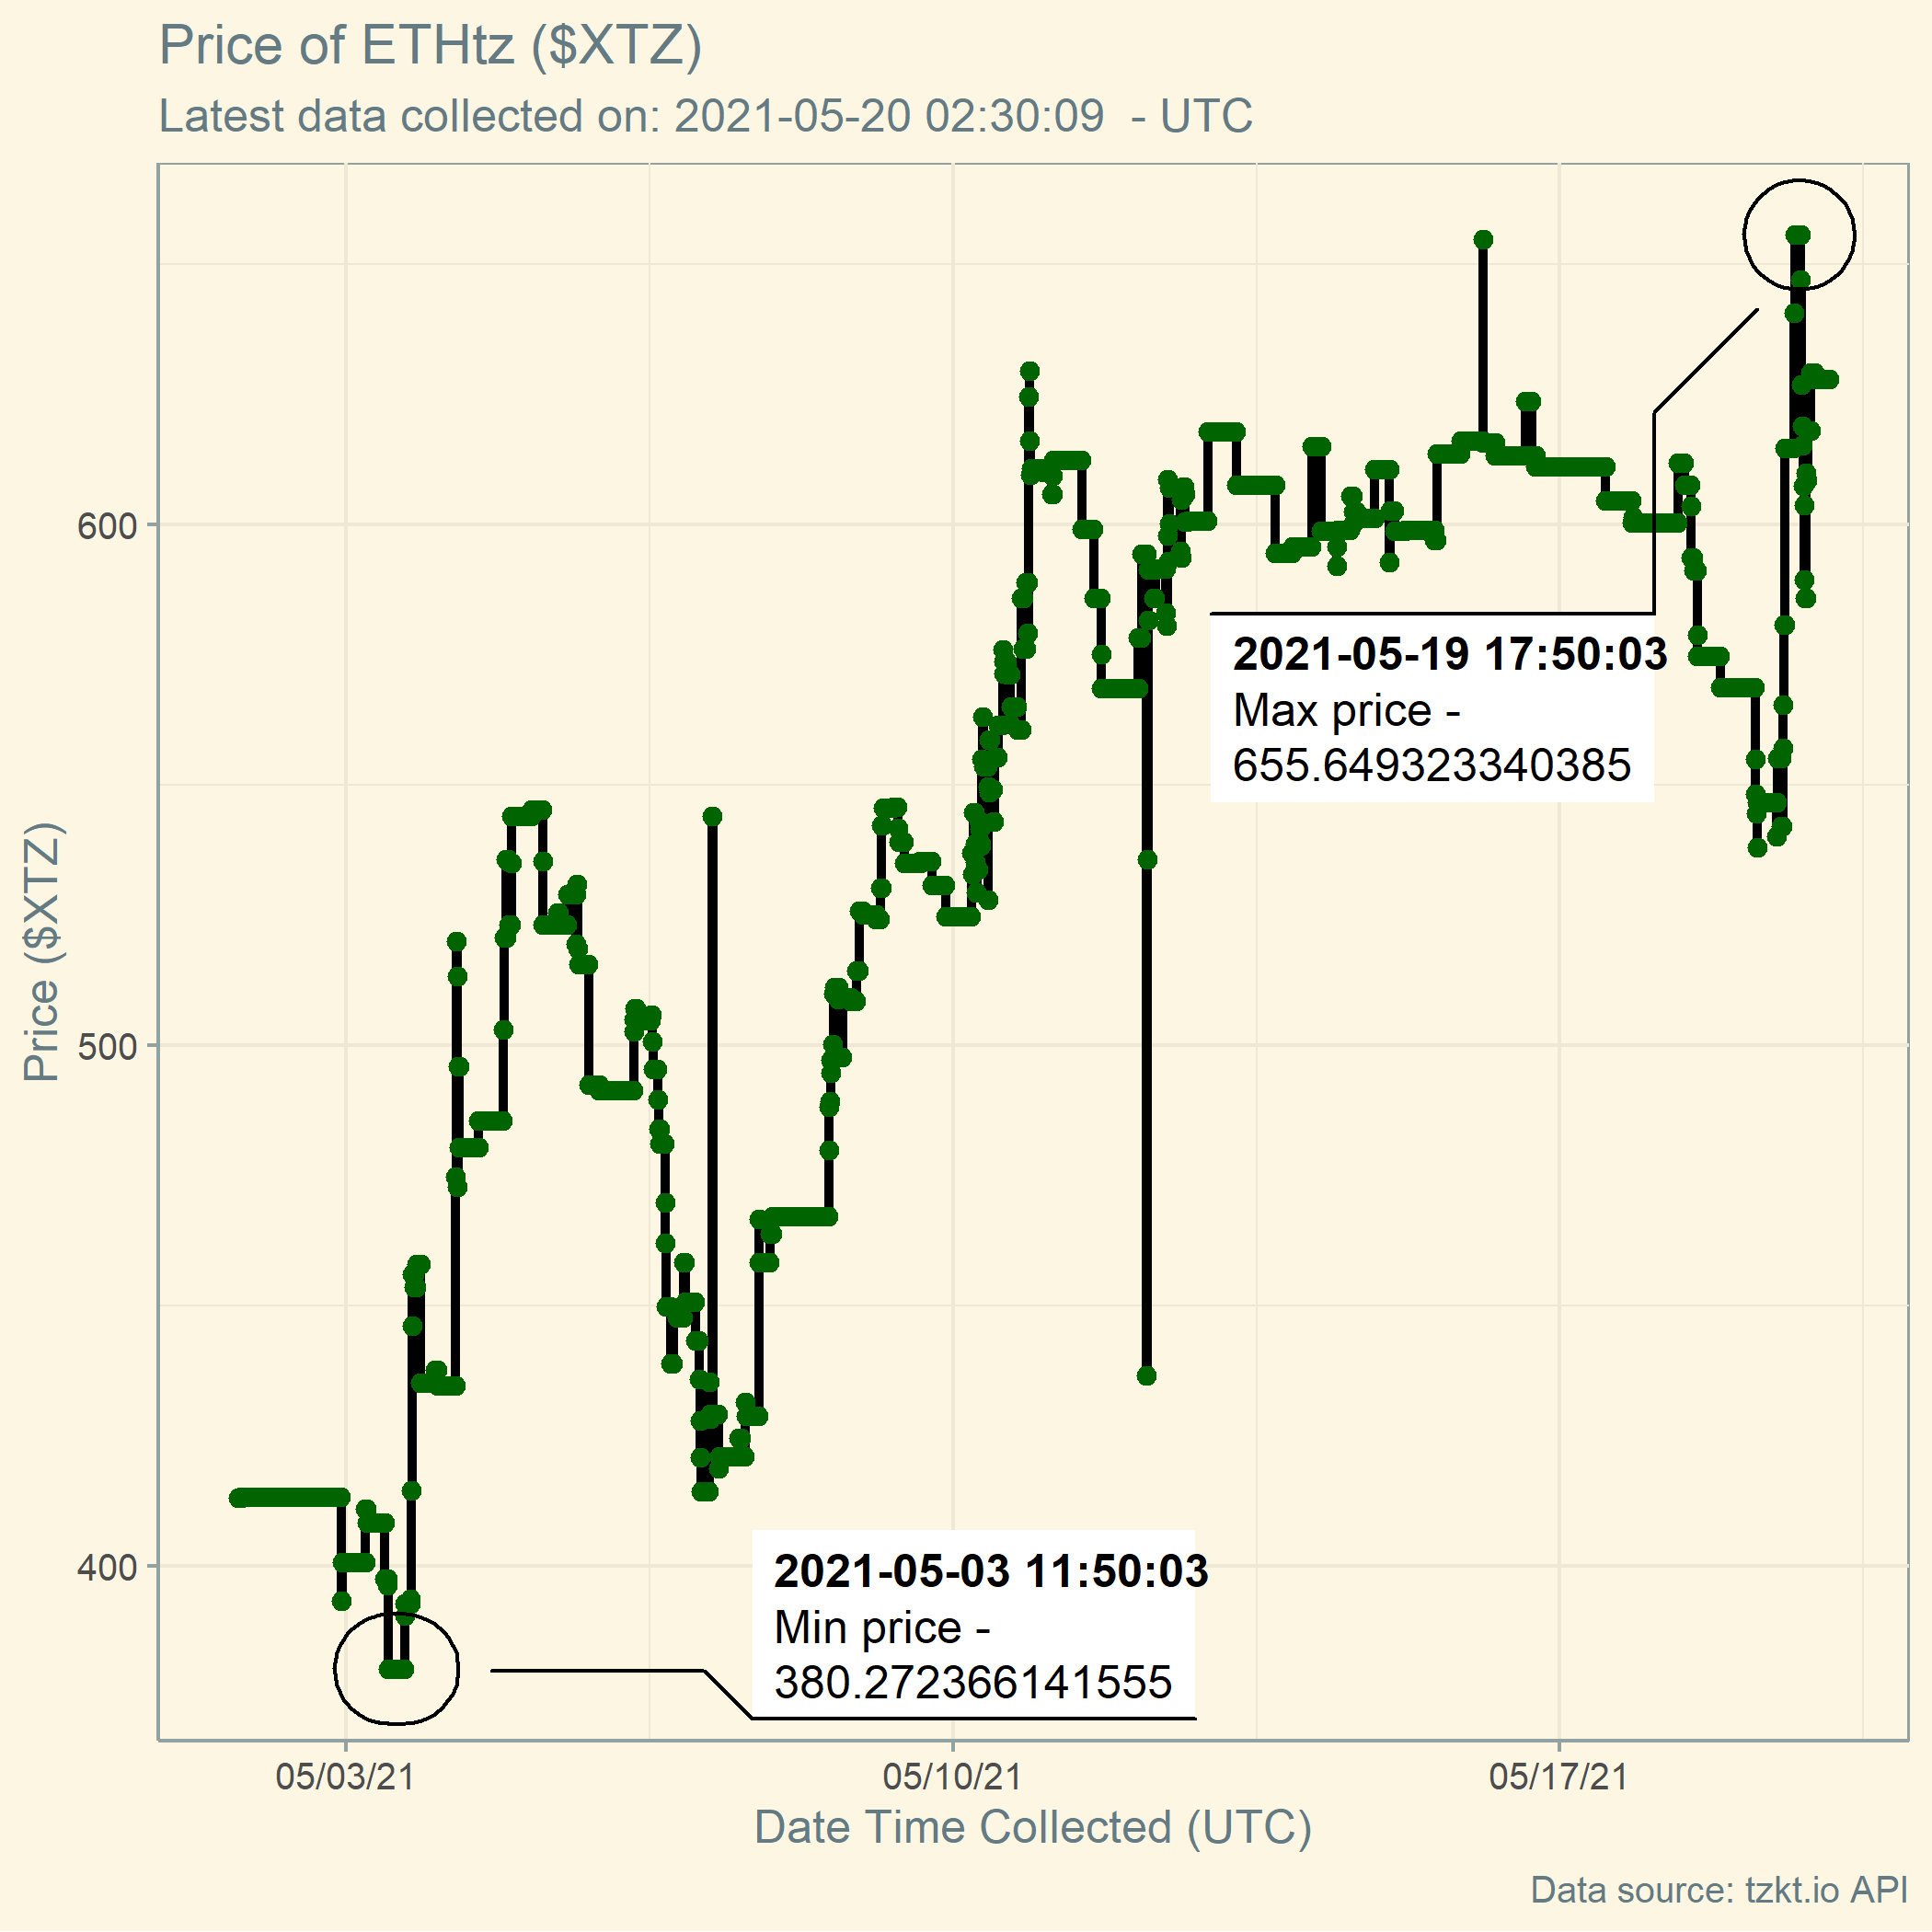 Price of ETHtz ($XTZ)
Latest data collected on: 2021-05-20 02:30:09  - UTC
Price ($XTZ)
600
500
400
2021-05-19 17:50:03
Max price -
655.649323340385
2021-05-03 11:50:03
Min price -
380.272366141555
05/03/21
05/10/21
05/17/21
Date Time Collected (UTC)
Data source: tzkt.io API